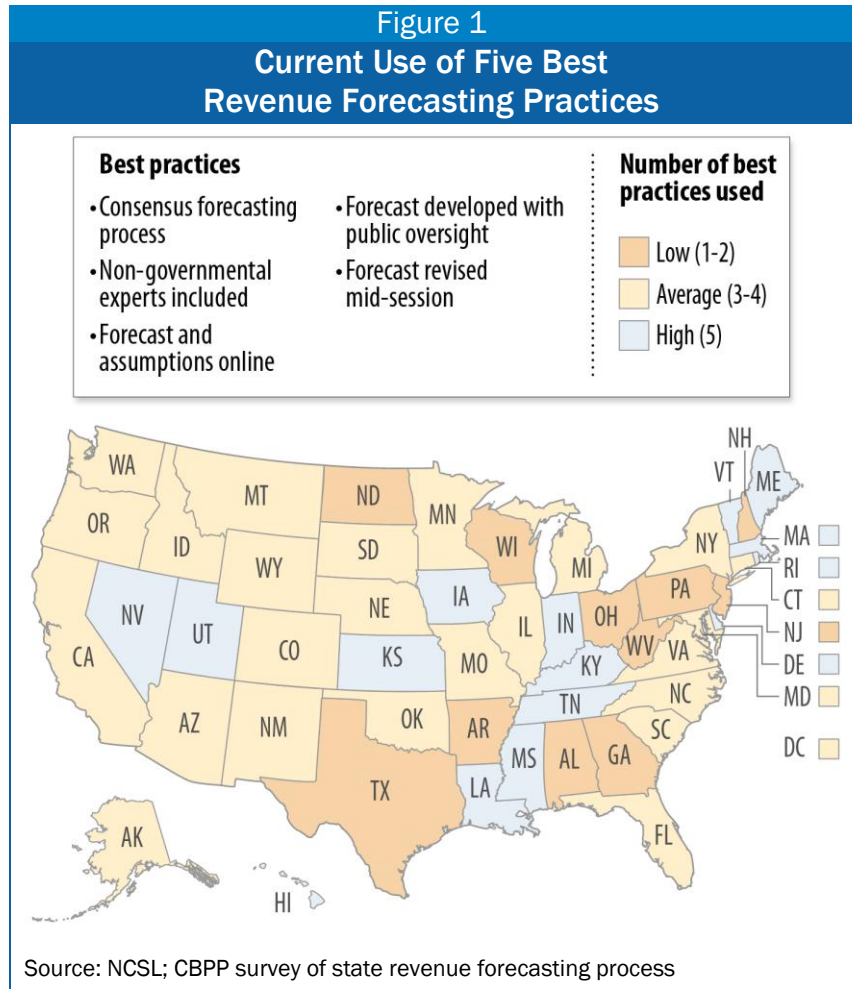 Figure 1
Current Use of Five Best
Revenue Forecasting Practices
Best practices
•Consensus forecasting
process
•Non-governmental
experts included
•Forecast and
assumptions online
•Forecast developed with
public oversight
•Forecast revised
mid-session
Number of best
practices used
Low (1-2)
Average (3-4)
High (5)
WA
OR
ID
MT
WY
ND
SD
NE
MN
WI
MI
IA
IL
IN
OH
PA
NY
VT
NH
ME
MA
RI
CT
NJ
DE
MD
DC
NV
UT
CA
AZ
CO
NM
KS
MO
OK
AR
TX
LA
MS
AL
GA
TN
KY
WV
VA
NC
SC
FL
AK
HI
Source: NCSL; CBPP survey of state revenue forecasting process